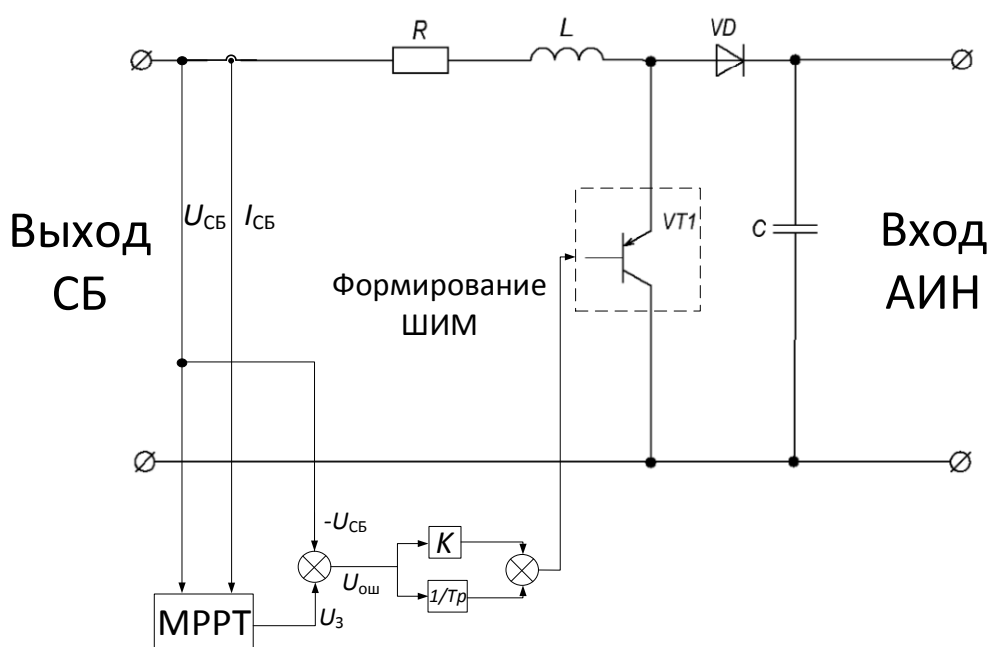 R
L
VD
Выход
СБ
UСБ
IСБ
VT1
C
Вход
АИН
Формирование
ШИМ
-UСБ
K
Uош
1/Tp
MPPT
Uз